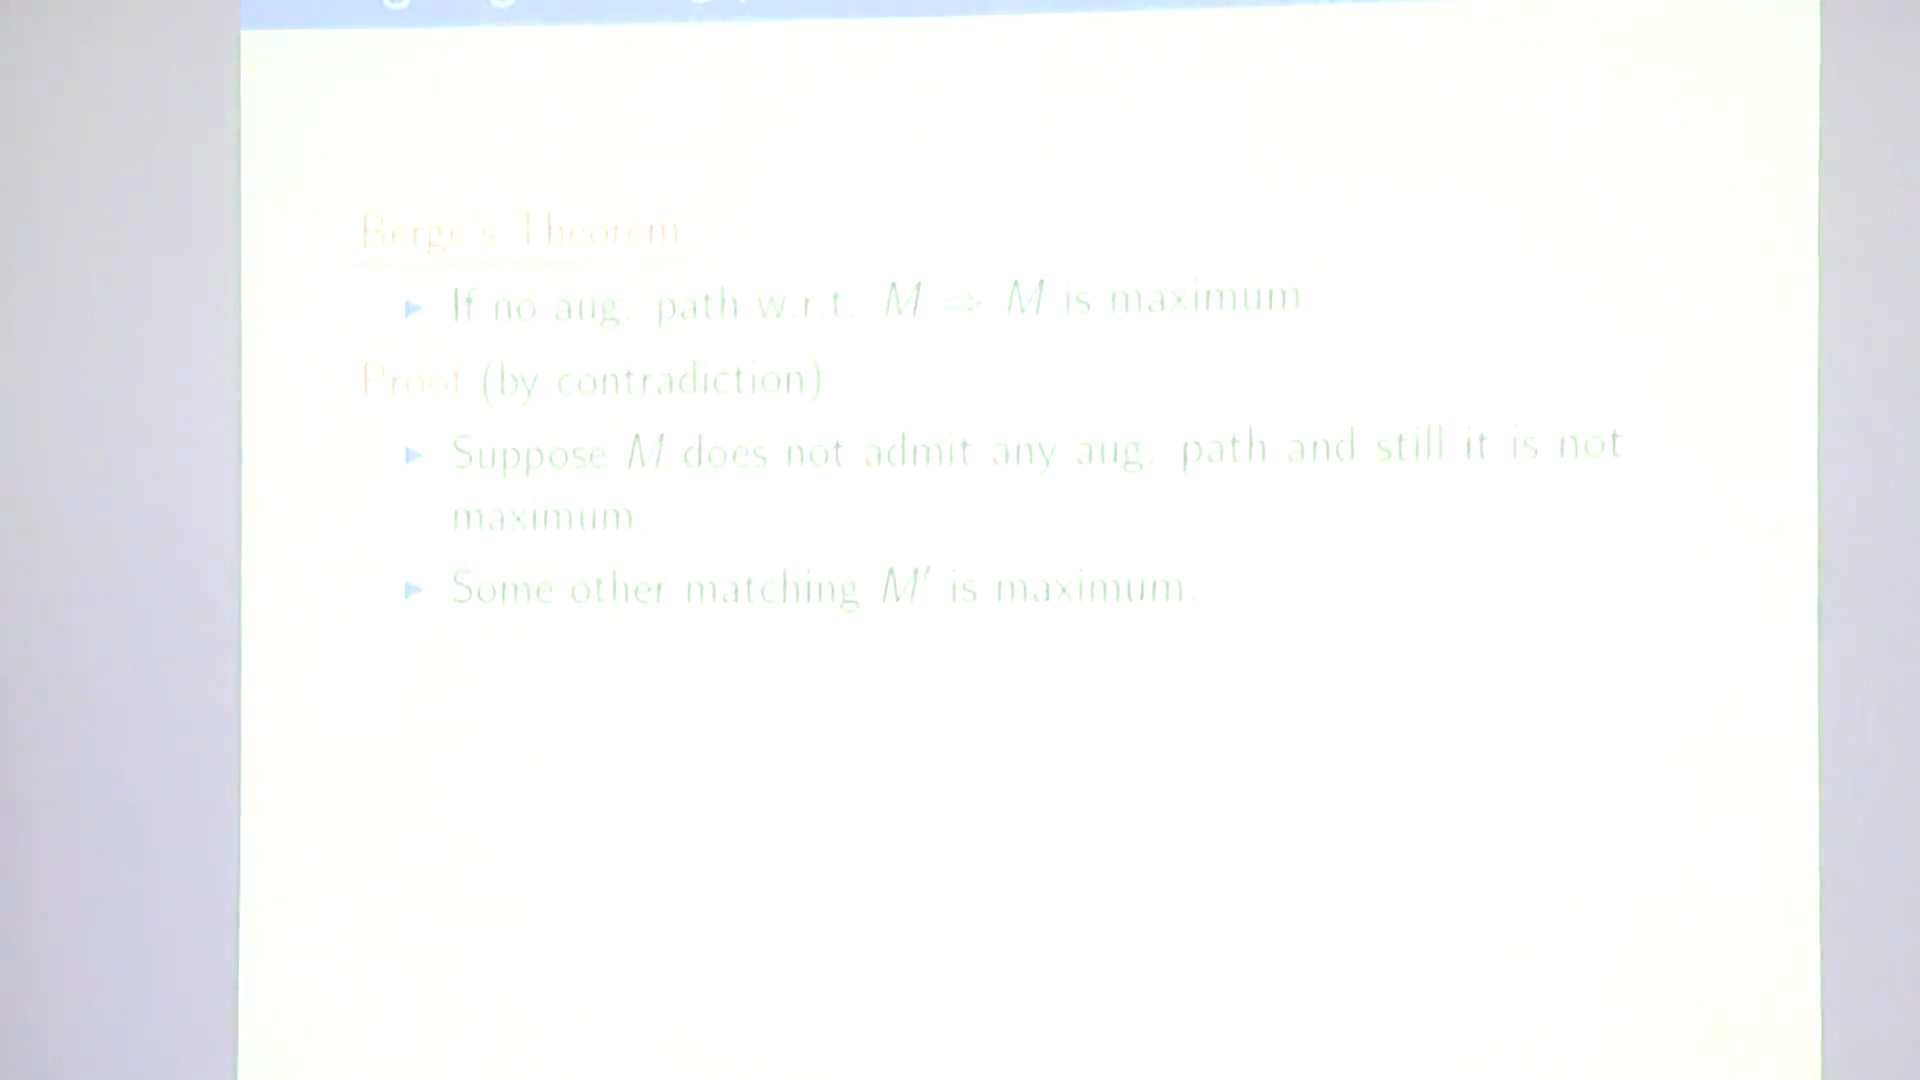 Berge's Theorem
▶ If no aug. path w.r.t. M ⇒ M is maximum
Proof (by contradiction)
▶ Suppose M does not admit any aug. path and still it is not
maximum
▶ Some other matching M′ is maximum.